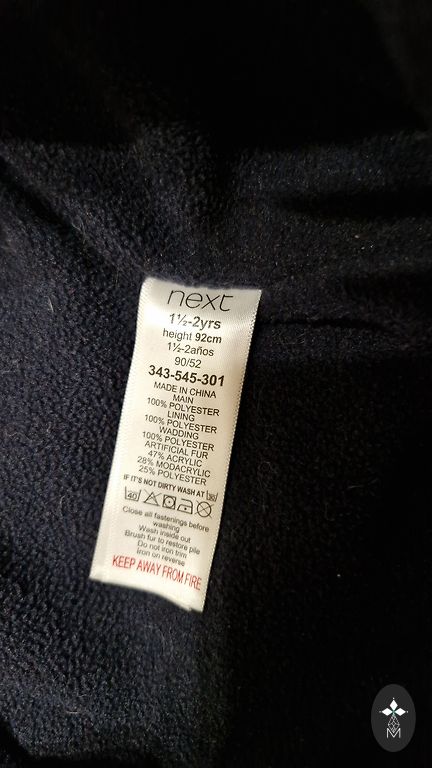 next
1½-2yrs
height 92cm
1½-2años
90/52
343-545-301
MADE IN CHINA
MAIN
100% POLYESTER
LINING
100% POLYESTER
WADDING
100% POLYESTER
ARTIFICIAL FUR
47% ACRYLIC
28% MODACRYLIC
25% POLYESTER
IF IT'S NOT DIRTY WASH AT 30
40
Close all fastenings before
washing
Wash inside out
Brush fur to restore pile
Do not iron trim
Iron on reverse
KEEP AWAY FROM FIRE
M